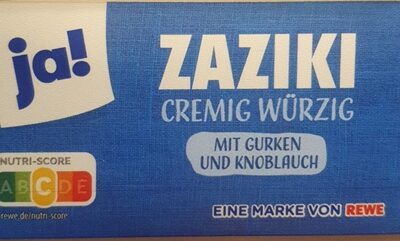 ja!
ZAZIKI
CREMIG WÜRZIG
MIT GURKEN
UND KNOBLAUCH
NUTRI-SCORE
A B C D E
rewe.de/nutri-score
EINE MARKE VON REWE